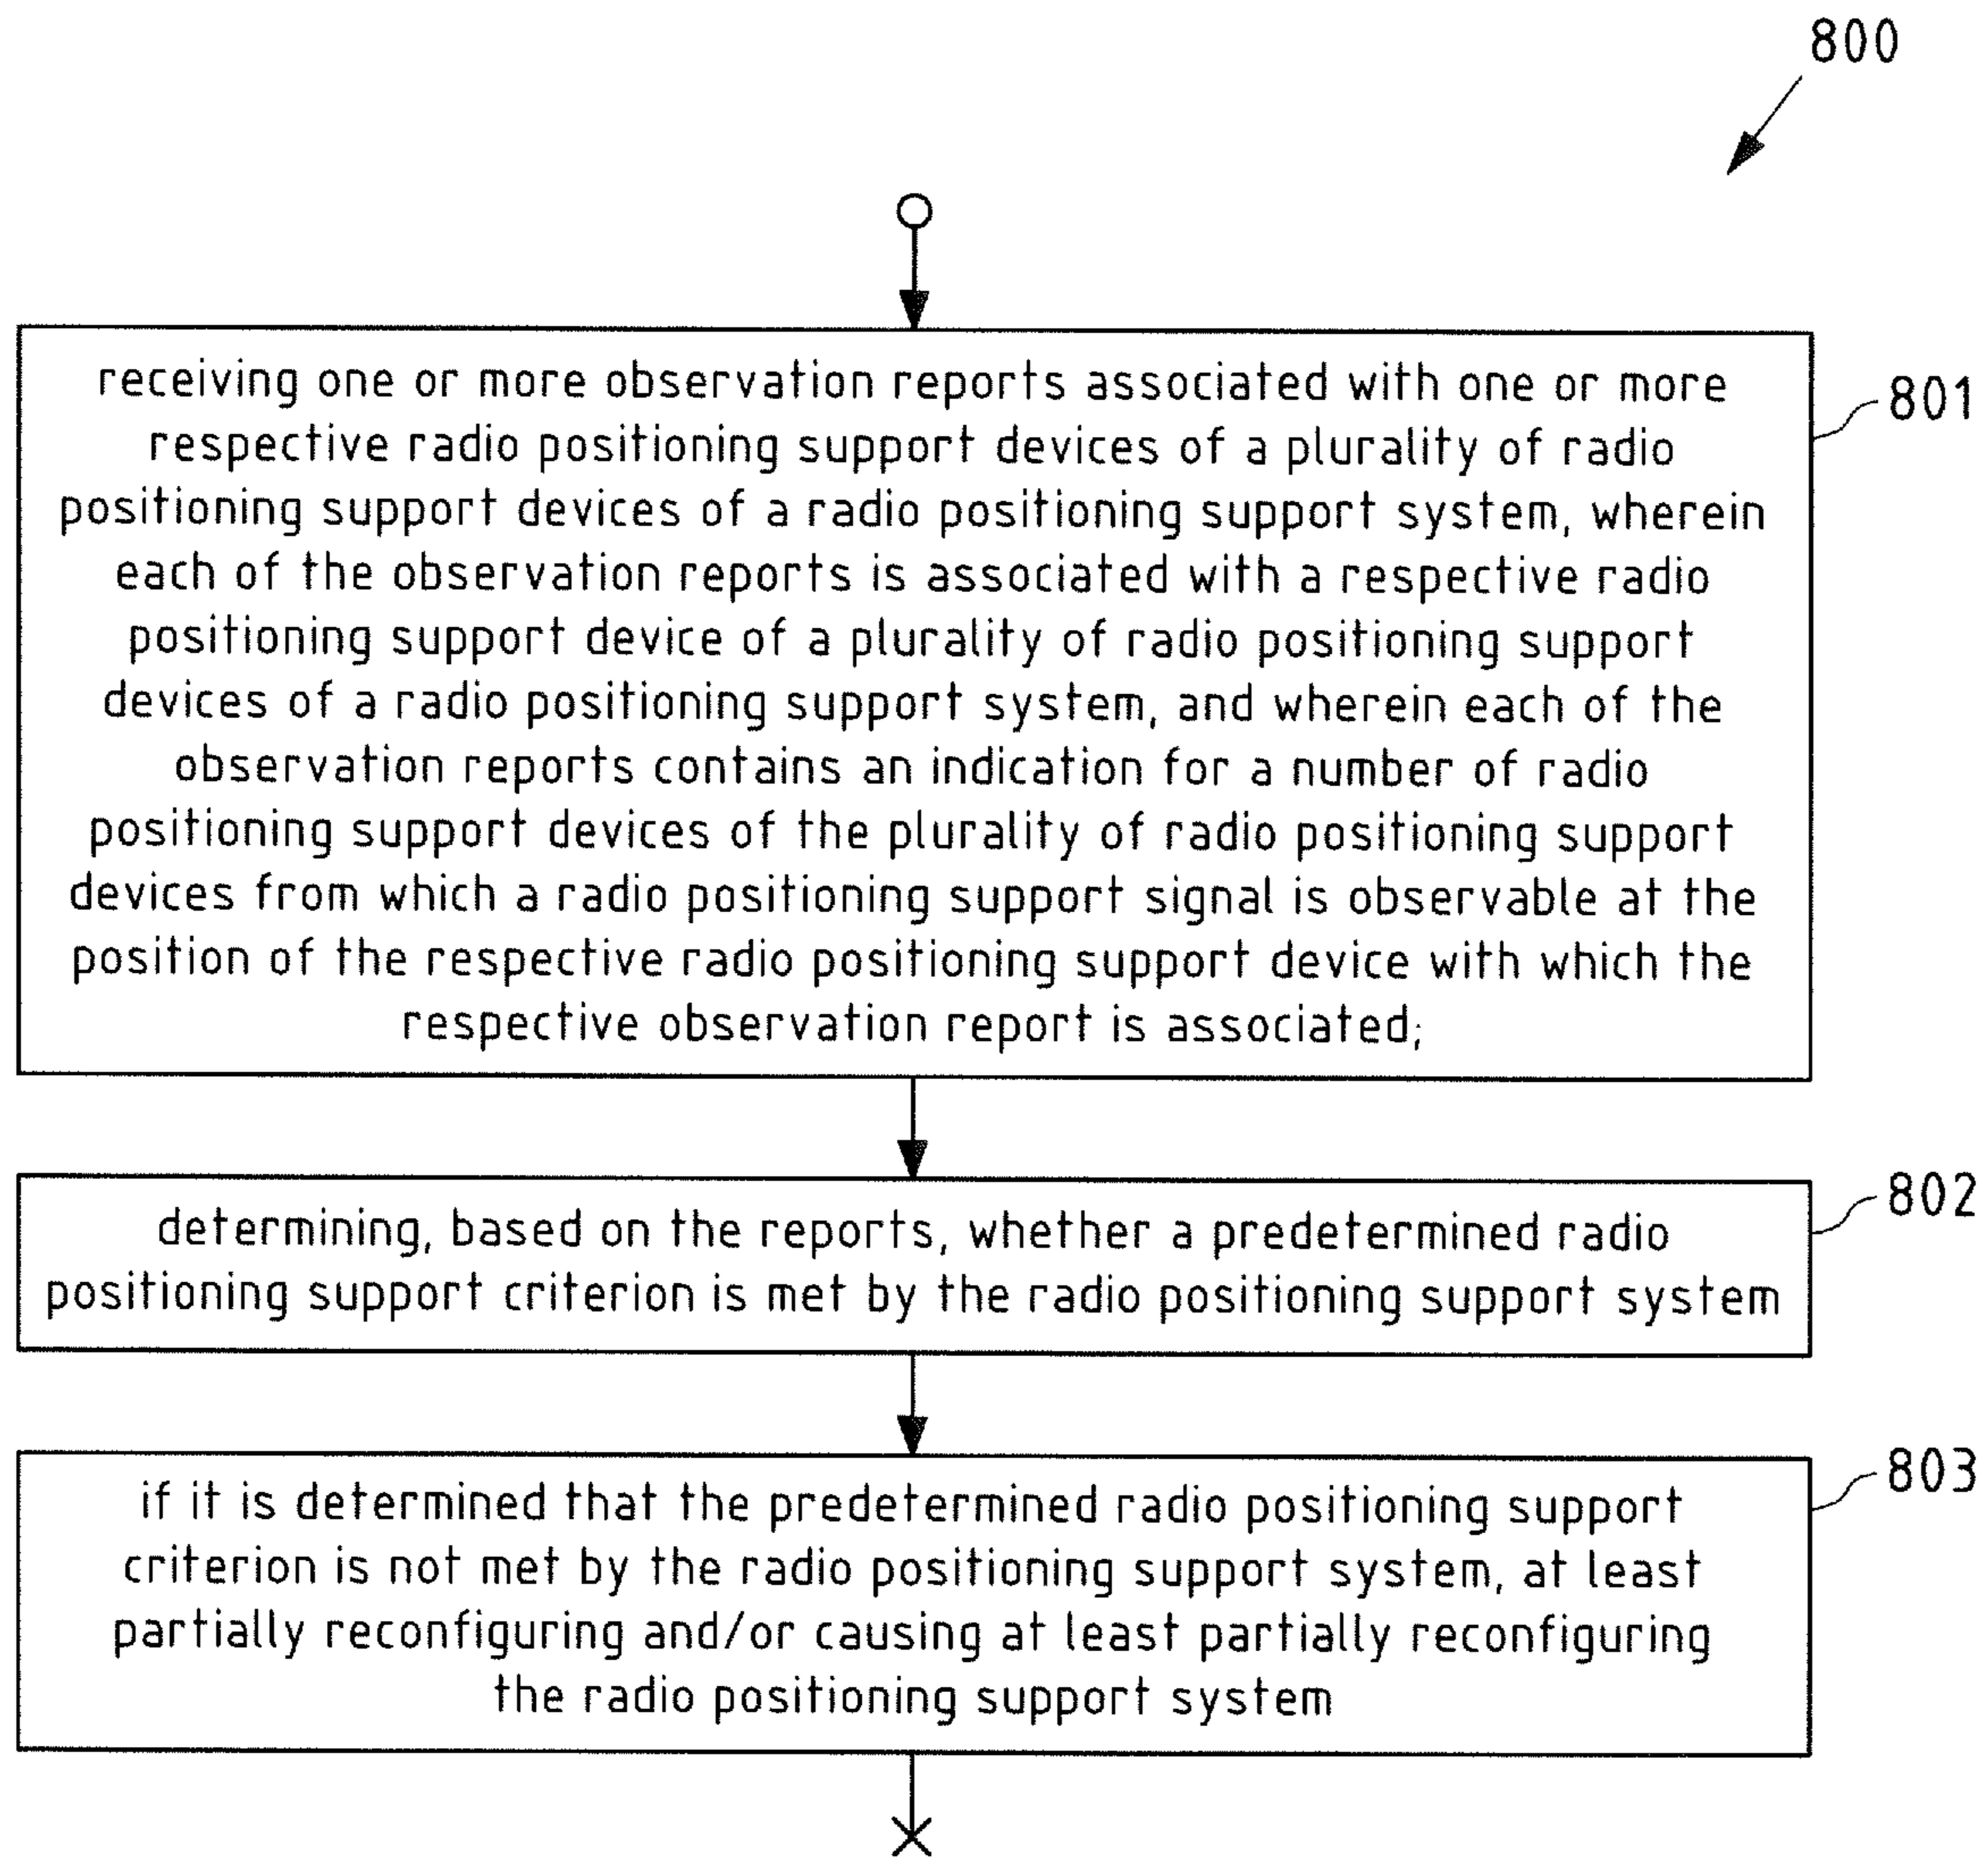 800
receiving one or more observation reports associated with one or more
respective radio positioning support devices of a plurality of radio
positioning support devices of a radio positioning support system, wherein
each of the observation reports is associated with a respective radio
positioning support device of a plurality of radio positioning support
devices of a radio positioning support system, and wherein each of the
observation reports contains an indication for a number of radio
positioning support devices of the plurality of radio positioning support
devices from which a radio positioning support signal is observable at the
position of the respective radio positioning support device with which the
respective observation report is associated;
801
determining, based on the reports, whether a predetermined radio
positioning support criterion is met by the radio positioning support system
802
if it is determined that the predetermined radio positioning support
criterion is not met by the radio positioning support system, at least
partially reconfiguring and/or causing at least partially reconfiguring
the radio positioning support system
803